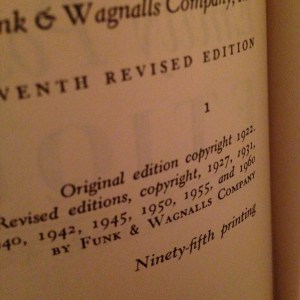 nk & Wagnalls Company,
VENTH REVISED EDITION
1
Original edition copyright 1922.
Revised editions, copyright, 1927, 1931,
940, 1942, 1945, 1950, 1955, and 1960
BY FUNK & WAGNALLS COMPANY
Ninety-fifth printing